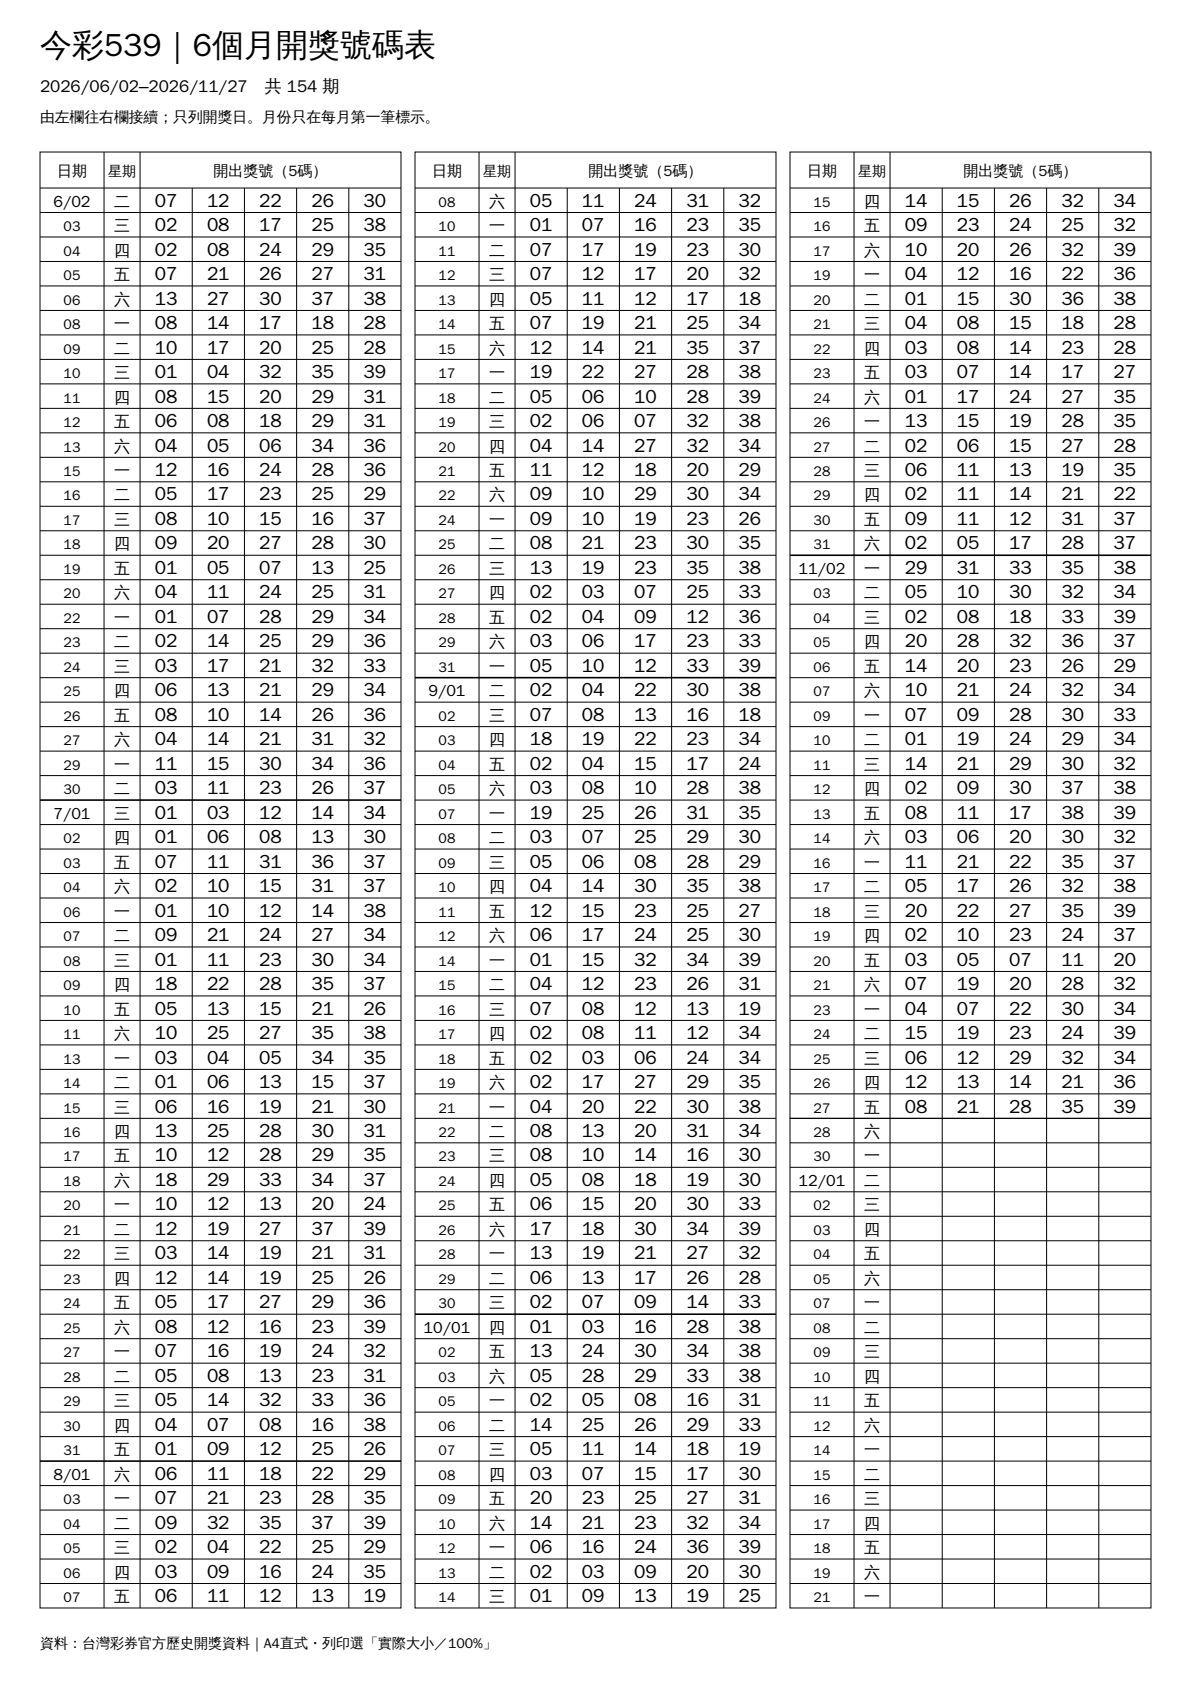 今彩539｜6個月開獎號碼表
2026/06/02–2026/11/27　共 154 期
由左欄往右欄接續；只列開獎日。月份只在每月第一筆標示。
日期 星期 開出獎號（5碼）
6/02 二 07 12 22 26 30
03 三 02 08 17 25 38
04 四 02 08 24 29 35
05 五 07 21 26 27 31
06 六 13 27 30 37 38
08 一 08 14 17 18 28
09 二 10 17 20 25 28
10 三 01 04 32 35 39
11 四 08 15 20 29 31
12 五 06 08 18 29 31
13 六 04 05 06 34 36
15 一 12 16 24 28 36
16 二 05 17 23 25 29
17 三 08 10 15 16 37
18 四 09 20 27 28 30
19 五 01 05 07 13 25
20 六 04 11 24 25 31
22 一 01 07 28 29 34
23 二 02 14 25 29 36
24 三 03 17 21 32 33
25 四 06 13 21 29 34
26 五 08 10 14 26 36
27 六 04 14 21 31 32
29 一 11 15 30 34 36
30 二 03 11 23 26 37
7/01 三 01 03 12 14 34
02 四 01 06 08 13 30
03 五 07 11 31 36 37
04 六 02 10 15 31 37
06 一 01 10 12 14 38
07 二 09 21 24 27 34
08 三 01 11 23 30 34
09 四 18 22 28 35 37
10 五 05 13 15 21 26
11 六 10 25 27 35 38
13 一 03 04 05 34 35
14 二 01 06 13 15 37
15 三 06 16 19 21 30
16 四 13 25 28 30 31
17 五 10 12 28 29 35
18 六 18 29 33 34 37
20 一 10 12 13 20 24
21 二 12 19 27 37 39
22 三 03 14 19 21 31
23 四 12 14 19 25 26
24 五 05 17 27 29 36
25 六 08 12 16 23 39
27 一 07 16 19 24 32
28 二 05 08 13 23 31
29 三 05 14 32 33 36
30 四 04 07 08 16 38
31 五 01 09 12 25 26
8/01 六 06 11 18 22 29
03 一 07 21 23 28 35
04 二 09 32 35 37 39
05 三 02 04 22 25 29
06 四 03 09 16 24 35
07 五 06 11 12 13 19
日期 星期 開出獎號（5碼）
08 六 05 11 24 31 32
10 一 01 07 16 23 35
11 二 07 17 19 23 30
12 三 07 12 17 20 32
13 四 05 11 12 17 18
14 五 07 19 21 25 34
15 六 12 14 21 35 37
17 一 19 22 27 28 38
18 二 05 06 10 28 39
19 三 02 06 07 32 38
20 四 04 14 27 32 34
21 五 11 12 18 20 29
22 六 09 10 29 30 34
24 一 09 10 19 23 26
25 二 08 21 23 30 35
26 三 13 19 23 35 38
27 四 02 03 07 25 33
28 五 02 04 09 12 36
29 六 03 06 17 23 33
31 一 05 10 12 33 39
9/01 二 02 04 22 30 38
02 三 07 08 13 16 18
03 四 18 19 22 23 34
04 五 02 04 15 17 24
05 六 03 08 10 28 38
07 一 19 25 26 31 35
08 二 03 07 25 29 30
09 三 05 06 08 28 29
10 四 04 14 30 35 38
11 五 12 15 23 25 27
12 六 06 17 24 25 30
14 一 01 15 32 34 39
15 二 04 12 23 26 31
16 三 07 08 12 13 19
17 四 02 08 11 12 34
18 五 02 03 06 24 34
19 六 02 17 27 29 35
21 一 04 20 22 30 38
22 二 08 13 20 31 34
23 三 08 10 14 16 30
24 四 05 08 18 19 30
25 五 06 15 20 30 33
26 六 17 18 30 34 39
28 一 13 19 21 27 32
29 二 06 13 17 26 28
30 三 02 07 09 14 33
10/01 四 01 03 16 28 38
02 五 13 24 30 34 38
03 六 05 28 29 33 38
05 一 02 05 08 16 31
06 二 14 25 26 29 33
07 三 05 11 14 18 19
08 四 03 07 15 17 30
09 五 20 23 25 27 31
10 六 14 21 23 32 34
12 一 06 16 24 36 39
13 二 02 03 09 20 30
14 三 01 09 13 19 25
日期 星期 開出獎號（5碼）
15 四 14 15 26 32 34
16 五 09 23 24 25 32
17 六 10 20 26 32 39
19 一 04 12 16 22 36
20 二 01 15 30 36 38
21 三 04 08 15 18 28
22 四 03 08 14 23 28
23 五 03 07 14 17 27
24 六 01 17 24 27 35
26 一 13 15 19 28 35
27 二 02 06 15 27 28
28 三 06 11 13 19 35
29 四 02 11 14 21 22
30 五 09 11 12 31 37
31 六 02 05 17 28 37
11/02 一 29 31 33 35 38
03 二 05 10 30 32 34
04 三 02 08 18 33 39
05 四 20 28 32 36 37
06 五 14 20 23 26 29
07 六 10 21 24 32 34
09 一 07 09 28 30 33
10 二 01 19 24 29 34
11 三 14 21 29 30 32
12 四 02 09 30 37 38
13 五 08 11 17 38 39
14 六 03 06 20 30 32
16 一 11 21 22 35 37
17 二 05 17 26 32 38
18 三 20 22 27 35 39
19 四 02 10 23 24 37
20 五 03 05 07 11 20
21 六 07 19 20 28 32
23 一 04 07 22 30 34
24 二 15 19 23 24 39
25 三 06 12 29 32 34
26 四 12 13 14 21 36
27 五 08 21 28 35 39
28 六
30 一
12/01 二
02 三
03 四
04 五
05 六
07 一
08 二
09 三
10 四
11 五
12 六
14 一
15 二
16 三
17 四
18 五
19 六
21 一
資料：台灣彩券官方歷史開獎資料｜A4直式・列印選「實際大小／100%」